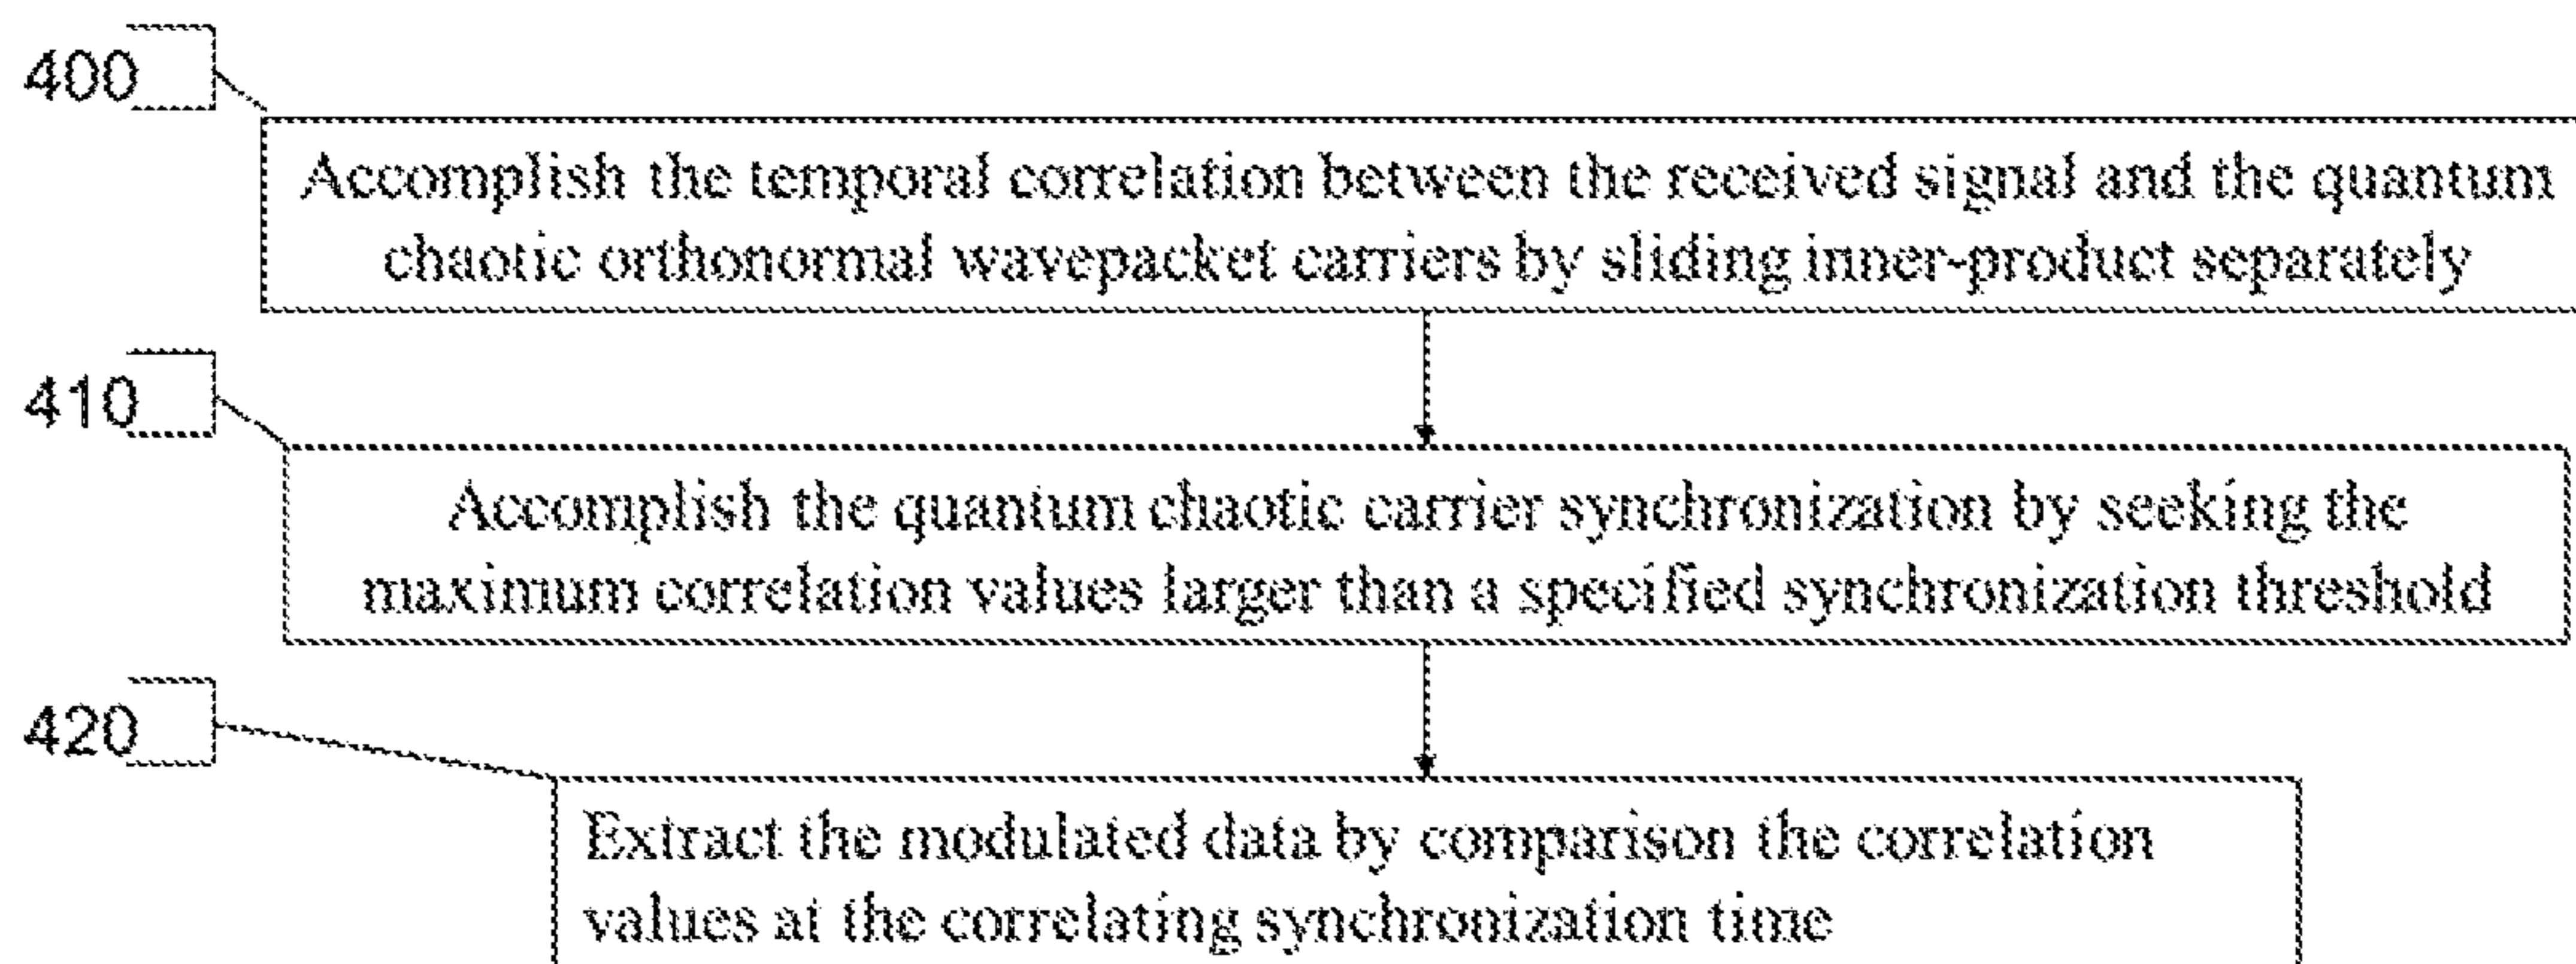 400
Accomplish the temporal correlation between the received signal and the quantum
chaotic orthonormal wavepacket carriers by sliding inner-product separately
410
Accomplish the quantum chaotic carrier synchronization by seeking the
maximum correlation values larger than a specified synchronization threshold
420
Extract the modulated data by comparison the correlation
values at the correlating synchronization time